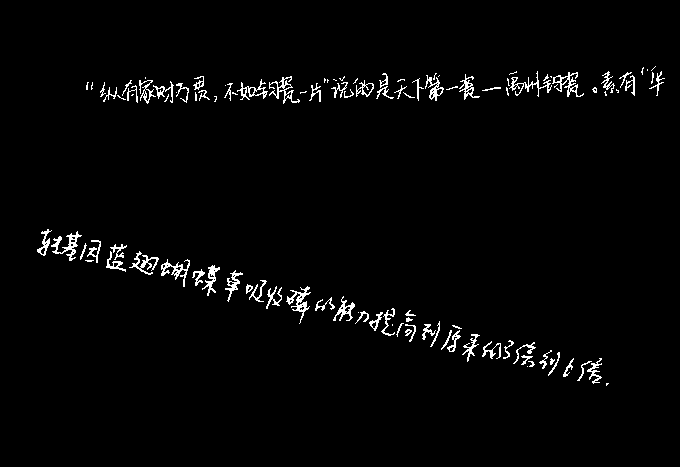 “纵有家财万贯，不如钧瓷一片”说的是天下第一瓷—禹州钧瓷。素有“华
转基因蓝翅蝴蝶草吸收磷的能力提高到原来的3倍到6倍.